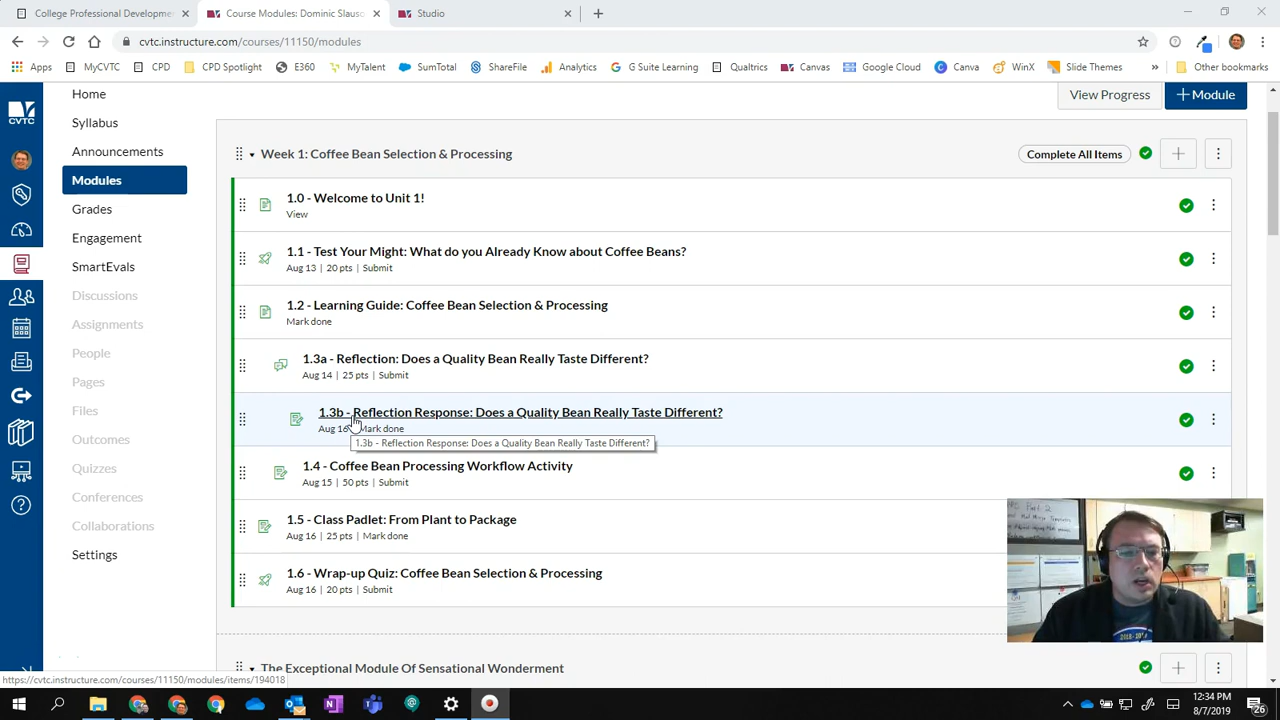 College Professional Developmen
Course Modules: Dominic Slauso
Studio
cvtc.instructure.com/courses/11150/modules
Apps
MyCVTC
CPD
CPD Spotlight
E360
MyTalent
SumTotal
ShareFile
Analytics
G Suite Learning
Qualtrics
Canvas
Google Cloud
Canva
WinX
Slide Themes
»
Other bookmarks
CVTC
Home
Syllabus
Announcements
Modules
Grades
Engagement
SmartEvals
Discussions
Assignments
People
Pages
Files
Outcomes
Quizzes
Conferences
Collaborations
Settings
View Progress
+ Module
Week 1: Coffee Bean Selection & Processing
Complete All Items
1.0 - Welcome to Unit 1!
View
1.1 - Test Your Might: What do you Already Know about Coffee Beans?
Aug 13 | 20 pts | Submit
1.2 - Learning Guide: Coffee Bean Selection & Processing
Mark done
1.3a - Reflection: Does a Quality Bean Really Taste Different?
Aug 14 | 25 pts | Submit
1.3b - Reflection Response: Does a Quality Bean Really Taste Different?
Aug 16 Mark done
1.3b - Reflection Response: Does a Quality Bean Really Taste Different?
1.4 - Coffee Bean Processing Workflow Activity
Aug 15 | 50 pts | Submit
1.5 - Class Padlet: From Plant to Package
Aug 16 | 25 pts | Mark done
1.6 - Wrap-up Quiz: Coffee Bean Selection & Processing
Aug 16 | 20 pts | Submit
The Exceptional Module Of Sensational Wonderment
https://cvtc.instructure.com/courses/11150/modules/items/194018
12:34 PM
8/7/2019
26